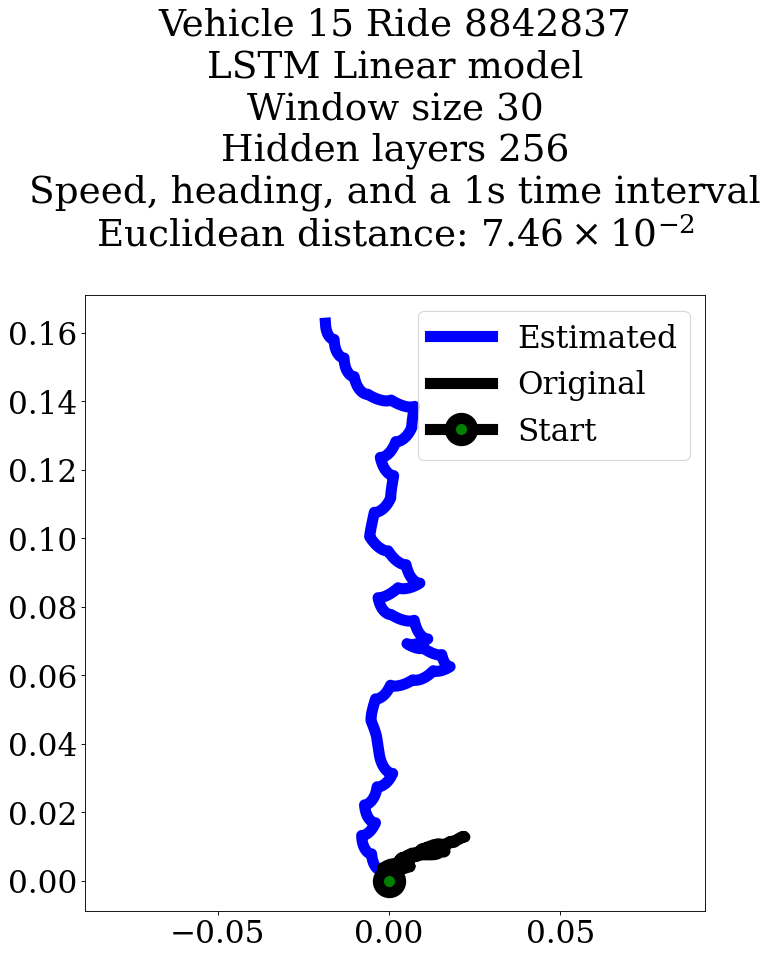 Vehicle 15 Ride 8842837
LSTM Linear model
Window size 30
Hidden layers 256
Speed, heading, and a 1s time interval
Euclidean distance: 7.46 × 10⁻²
Estimated
Original
Start
0.16
0.14
0.12
0.10
0.08
0.06
0.04
0.02
0.00
−0.05 0.00 0.05